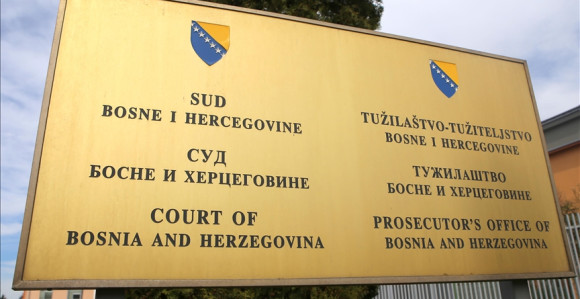 SUD
BOSNE I HERCEGOVINE
СУД
БОСНЕ И ХЕРЦЕГОВИНЕ
COURT OF
BOSNIA AND HERZEGOVINA
TUŽILAŠTVO-TUŽITELJSTVO
BOSNE I HERCEGOVINE
ТУЖИЛАШТВО
БОСНЕ И ХЕРЦЕГОВИНЕ
PROSECUTOR'S OFFICE OF
BOSNIA AND HERZEGOVINA